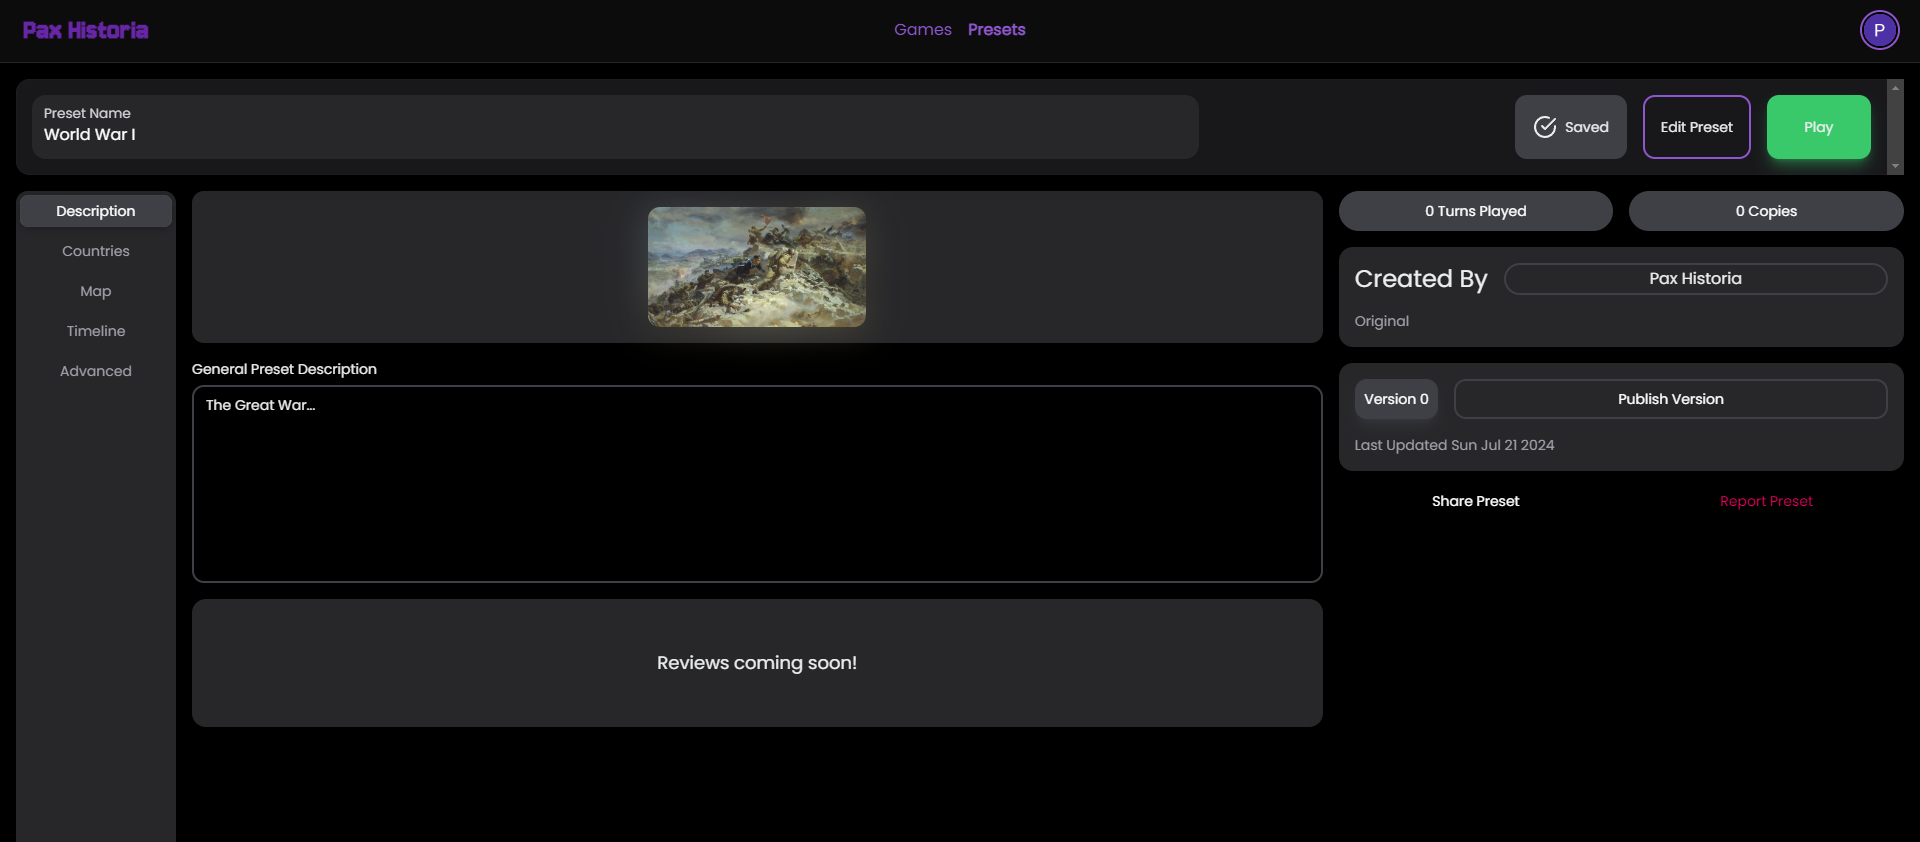 Pax Historia
Games
Presets
P
Preset Name
World War I
Saved
Edit Preset
Play
Description
Countries
Map
Timeline
Advanced
General Preset Description
The Great War...
Reviews coming soon!
0 Turns Played
0 Copies
Created By
Pax Historia
Original
Version 0
Publish Version
Last Updated Sun Jul 21 2024
Share Preset
Report Preset